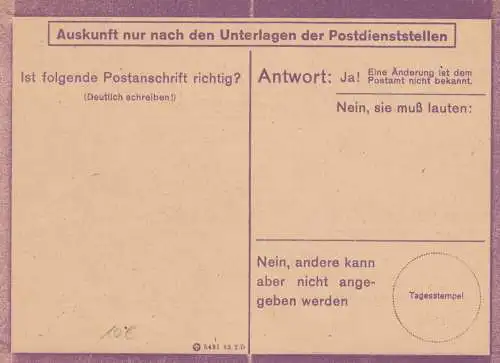 Auskunft nur nach den Unterlagen der Postdienststellen
Ist folgende Postanschrift richtig?
(Deutlich schreiben!)
Antwort: Ja! Eine Änderung ist dem
Postamt nicht bekannt.
Nein, sie muß lauten:
Nein, andere kann
aber nicht ange-
geben werden
Tagesstempel
10€